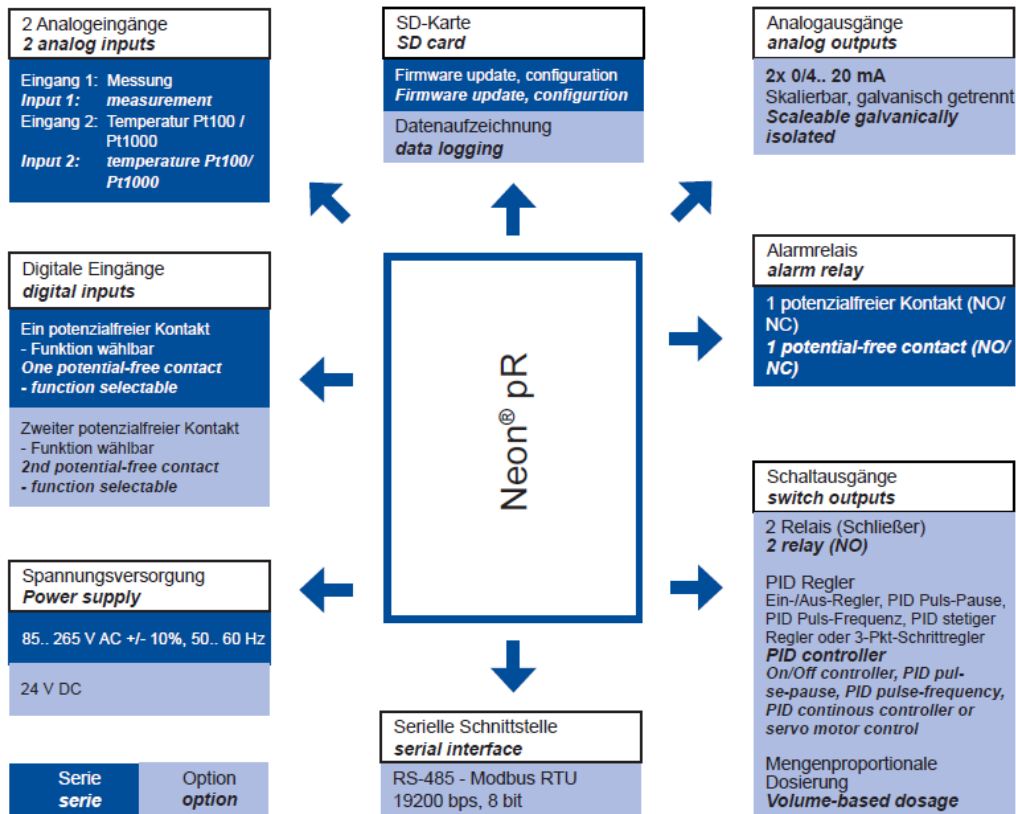 2 Analogeingänge
2 analog inputs
Eingang 1: Messung
Input 1: measurement
Eingang 2: Temperatur Pt100 /
Pt1000
Input 2: temperature Pt100/
Pt1000
SD-Karte
SD card
Firmware update, configuration
Firmware update, configurtion
Datenaufzeichnung
data logging
Analogausgänge
analog outputs
2x 0/4.. 20 mA
Skalierbar, galvanisch getrennt
Scaleable galvanically
isolated
Digitale Eingänge
digital inputs
Ein potenzialfreier Kontakt
- Funktion wählbar
One potential-free contact
- function selectable
Zweiter potenzialfreier Kontakt
- Funktion wählbar
2nd potential-free contact
- function selectable
Neon® pR
Alarmrelais
alarm relay
1 potenzialfreier Kontakt (NO/
NC)
1 potential-free contact (NO/
NC)
Spannungsversorgung
Power supply
85.. 265 V AC +/- 10%, 50.. 60 Hz
24 V DC
Schaltausgänge
switch outputs
2 Relais (Schließer)
2 relay (NO)
PID Regler
Ein-/Aus-Regler, PID Puls-Pause,
PID Puls-Frequenz, PID stetiger
Regler oder 3-Pkt-Schrittregler
PID controller
On/Off controller, PID pul-
se-pause, PID pulse-frequency,
PID continous controller or
servo motor control
Mengenproportionale
Dosierung
Volume-based dosage
Serielle Schnittstelle
serial interface
RS-485 - Modbus RTU
19200 bps, 8 bit
Serie
serie
Option
option